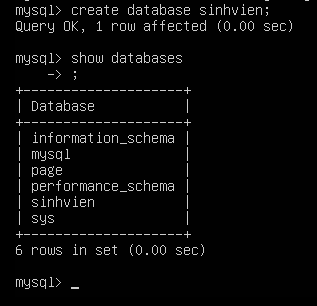 mysql> create database sinhvien;
Query OK, 1 row affected (0.00 sec)
mysql> show databases
    -> ;
+--------------------+
| Database           |
+--------------------+
| information_schema |
| mysql              |
| page               |
| performance_schema |
| sinhvien           |
| sys                |
+--------------------+
6 rows in set (0.00 sec)
mysql> _